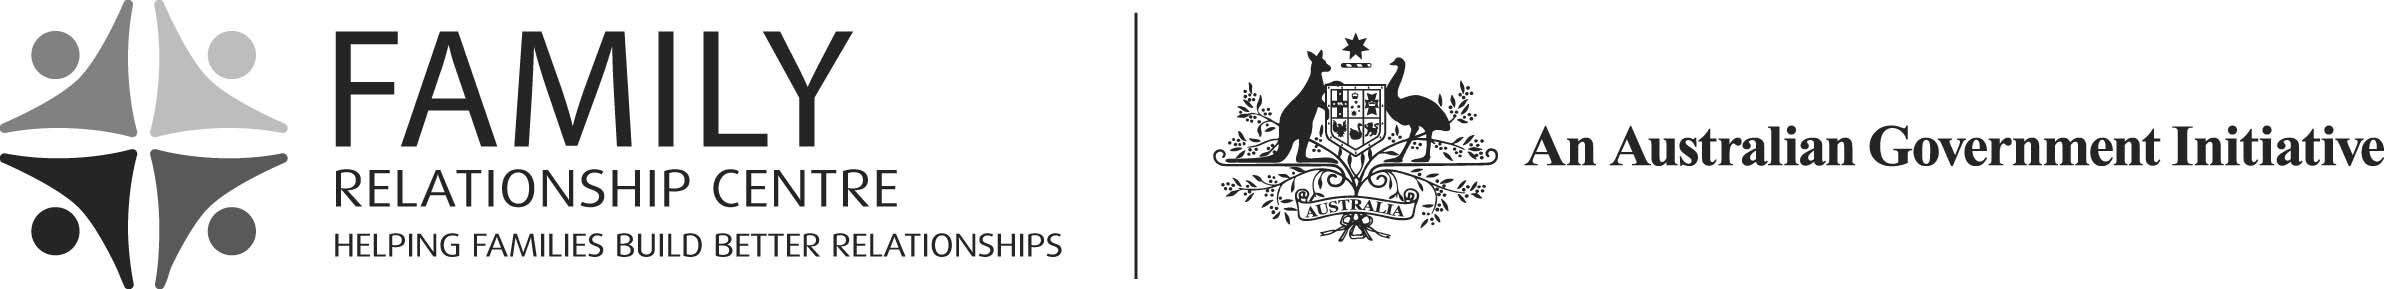 FAMILY
RELATIONSHIP CENTRE
HELPING FAMILIES BUILD BETTER RELATIONSHIPS
AUSTRALIA
An Australian Government Initiative